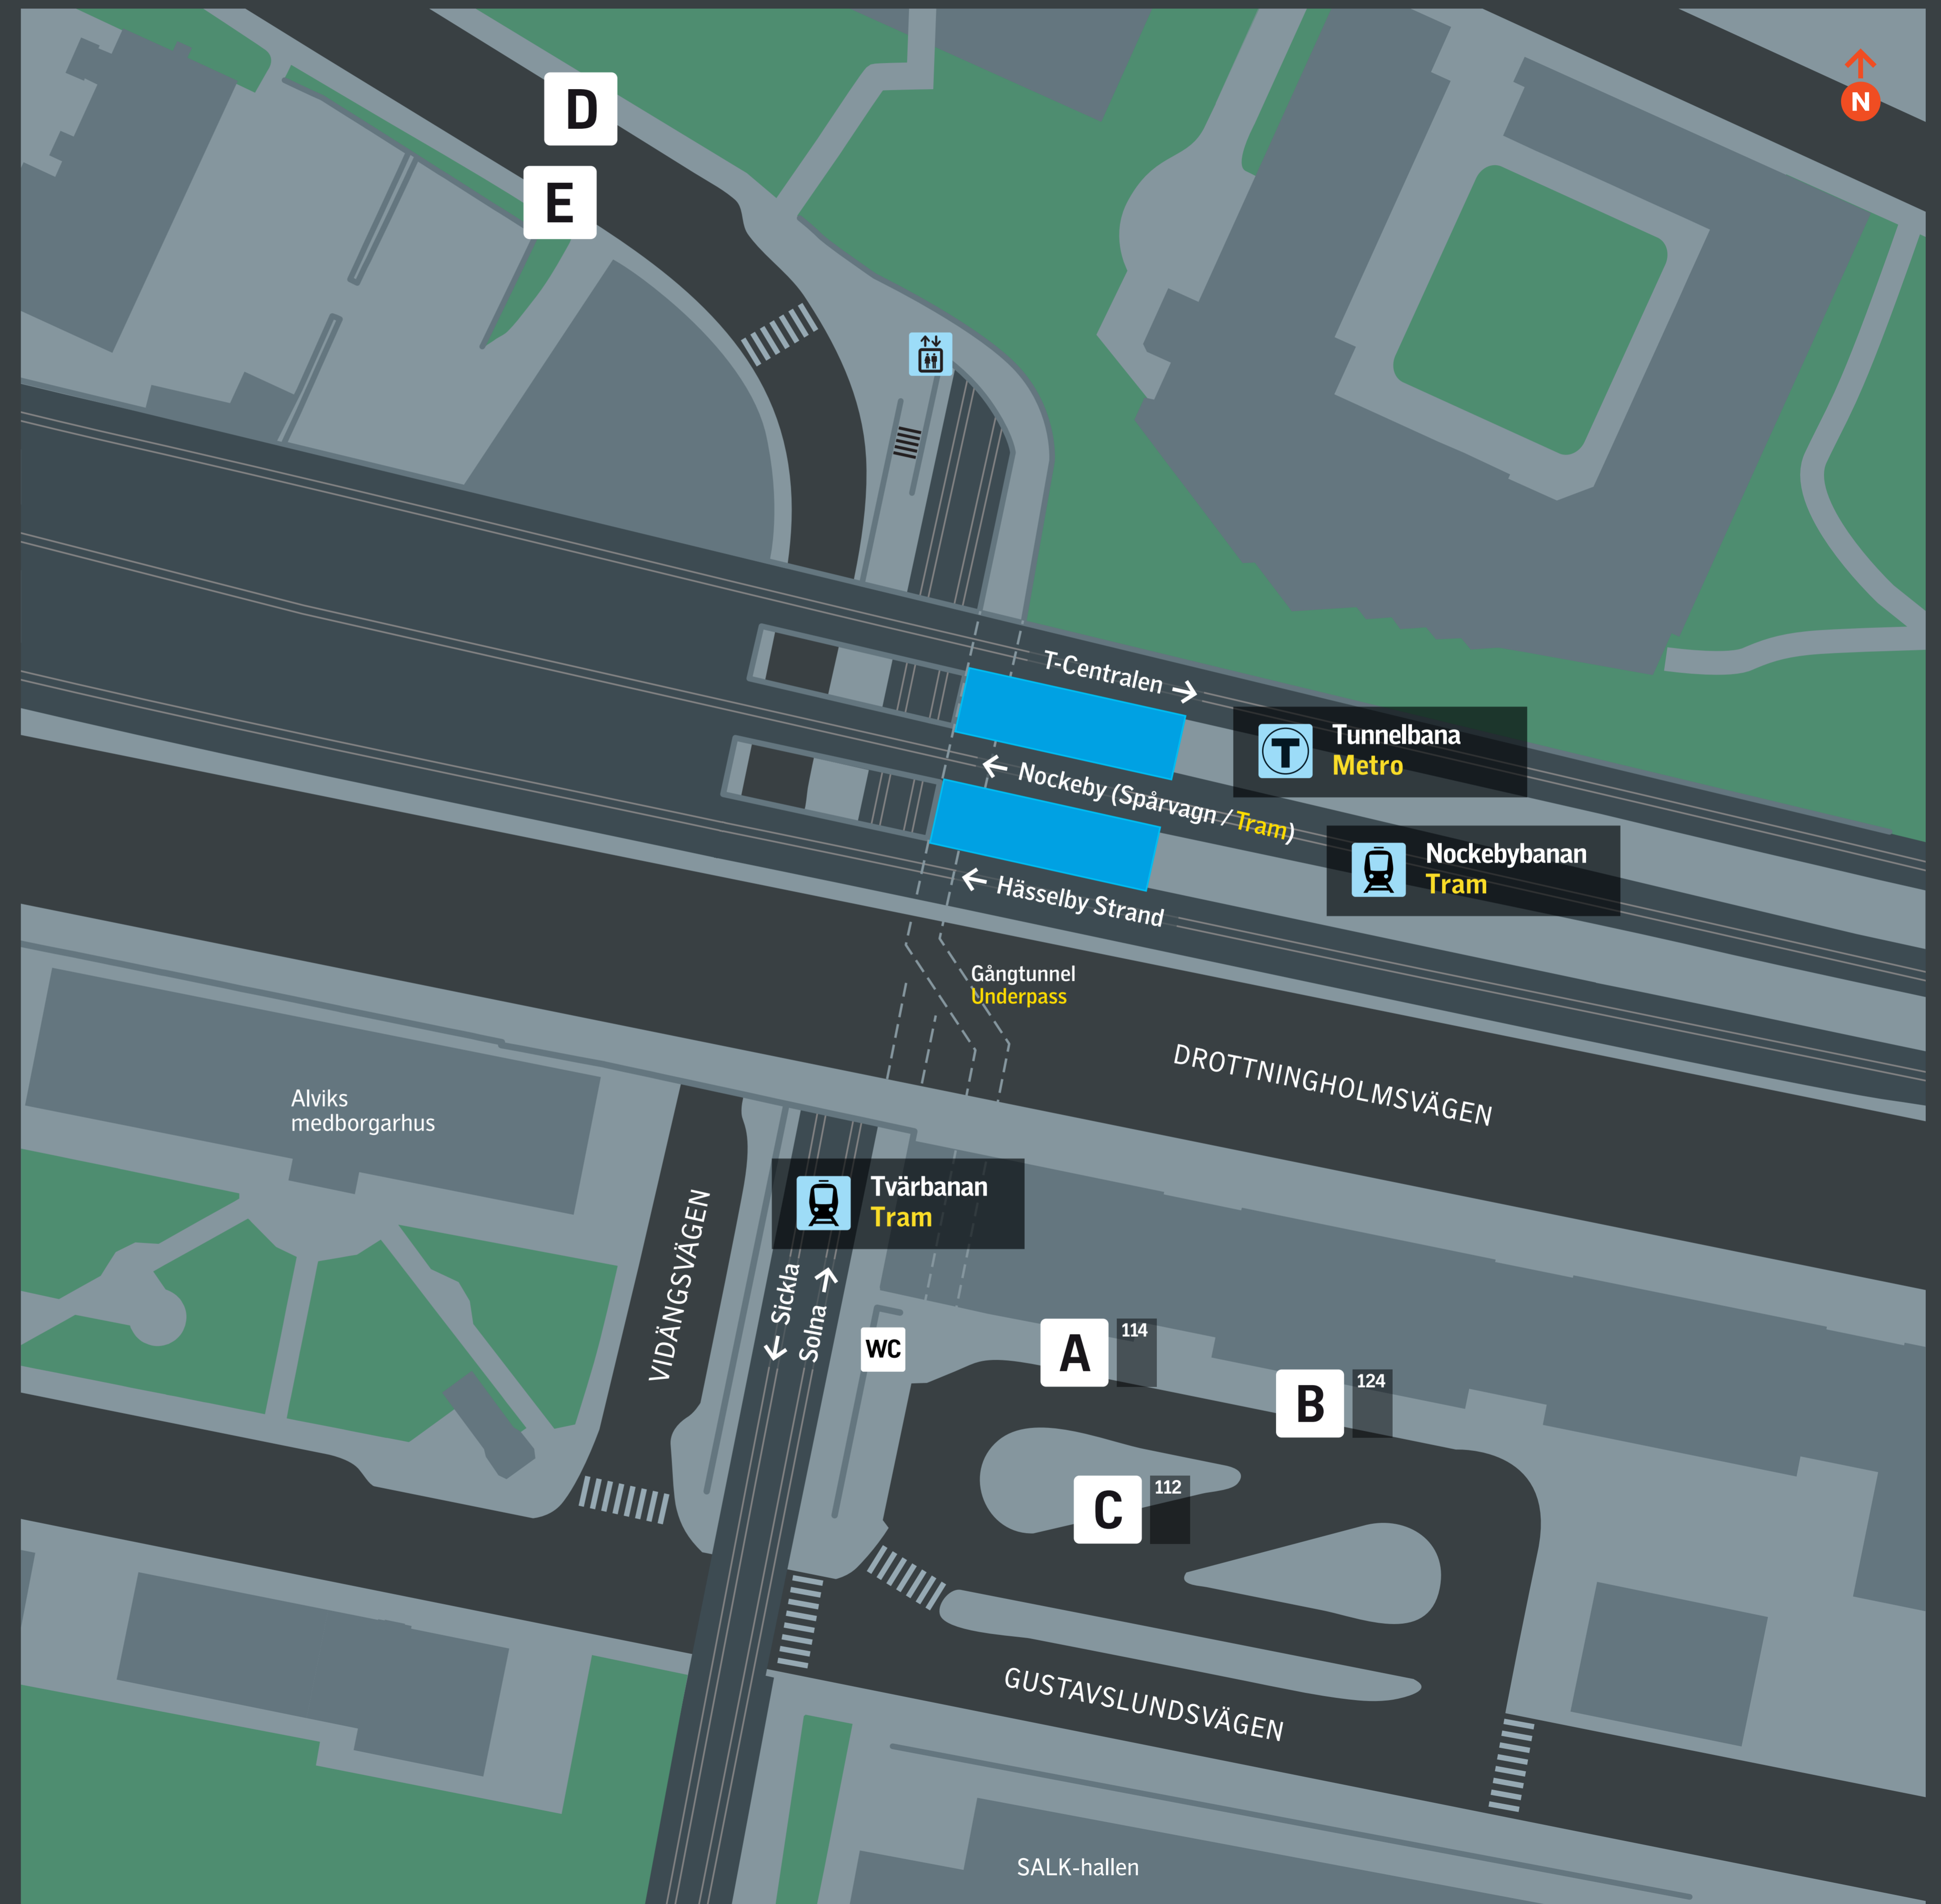 D
N
E
T-Centralen →
T
Tunnelbana
Metro
← Nockeby (Spårvagn / Tram)
Nockebybanan
Tram
← Hässelby Strand
Gångtunnel
Underpass
DROTTNINGHOLMSVÄGEN
Alviks
medborgarhus
Tvärbanan
Tram
VIDÄNGSVÄGEN
← Sickla
Solna →
WC
A
114
B
124
C
112
GUSTAVSLUNDSVÄGEN
SALK-hallen